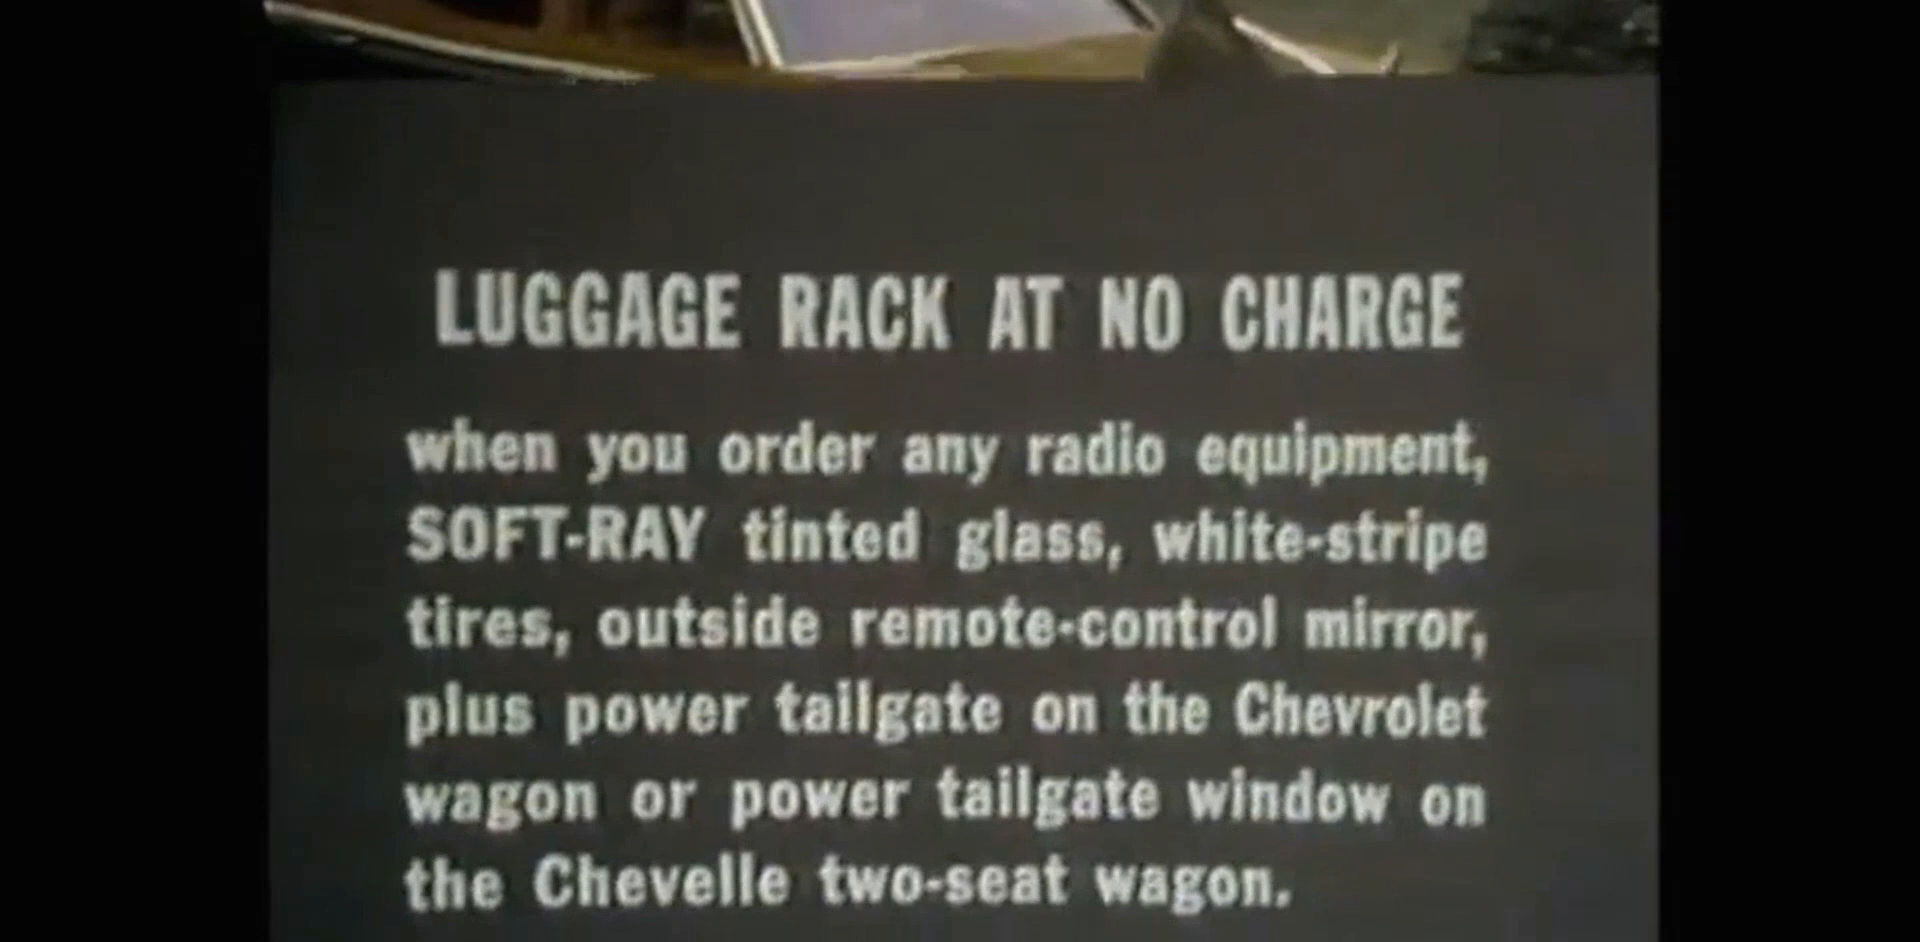 LUGGAGE RACK AT NO CHARGE
when you order any radio equipment,
SOFT-RAY tinted glass, white-stripe
tires, outside remote-control mirror,
plus power tailgate on the Chevrolet
wagon or power tailgate window on
the Chevelle two-seat wagon.